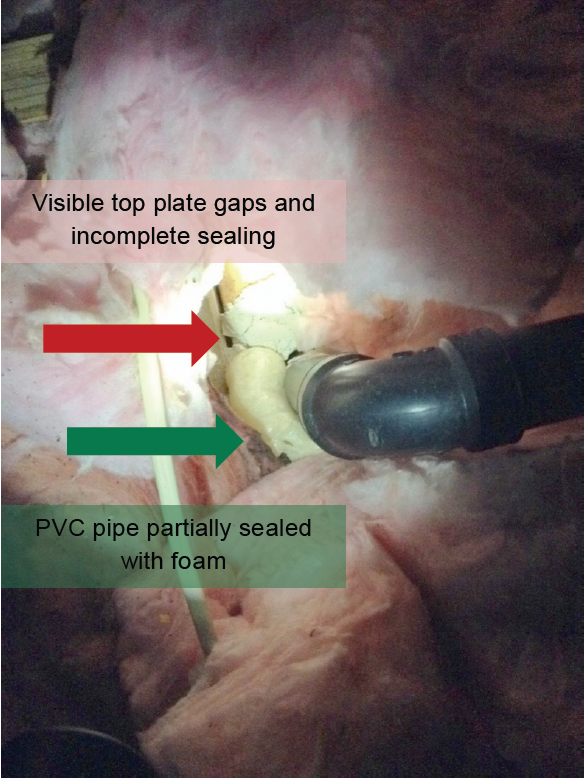 Visible top plate gaps and
incomplete sealing
PVC pipe partially sealed
with foam